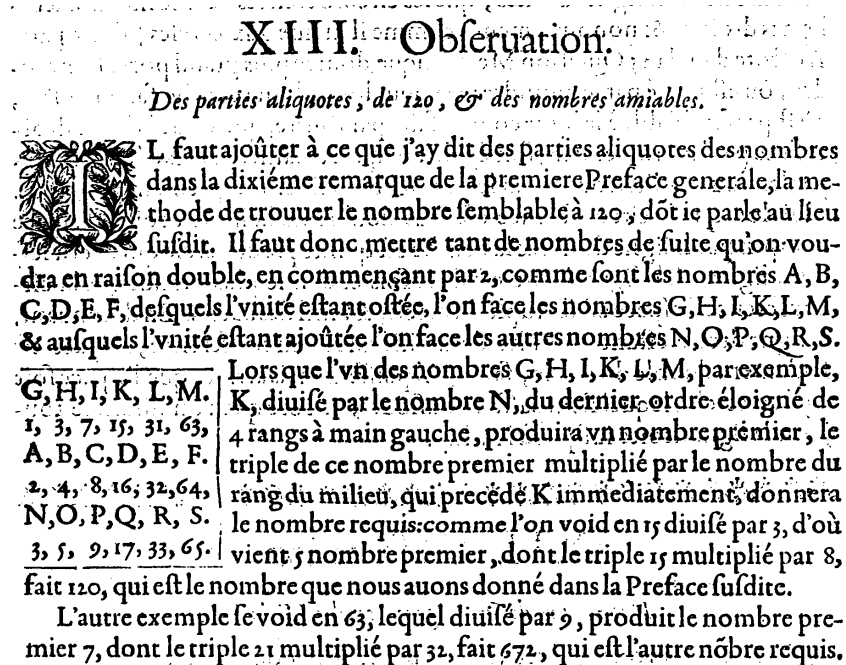 XIII. Obſeruation.
Des parties aliquotes, de 120, & des nombres amiables.
IL faut ajoûter à ce que j'ay dit des parties aliquotes des nombres
dans la dixiéme remarque de la premiere Preface generale, la me-
thode de trouuer le nombre ſemblable à 120, dõt ie parle au lieu
ſuſdit. Il faut donc mettre tant de nombres de ſuite qu'on vou-
dra en raiſon double, en commençant par 2, comme ſont les nombres A, B,
C, D, E, F, deſquels l'vnité eſtant oſtée, l'on face les nombres G, H, I, K, L, M,
& auſquels l'vnité eſtant ajoûtée l'on face les autres nombres N, O, P, Q, R, S.
Lors que l'vn des nombres G, H, I, K, L, M, par exemple,
K, diuiſé par le nombre N, du dernier ordre éloigné de
4 rangs à main gauche, produira vn nombre premier, le
triple de ce nombre premier multiplié par le nombre du
rang du milieu, qui precede K immediatement, donnera
le nombre requis: comme l'on void en 15 diuiſé par 3, d'où
vient 5 nombre premier, dont le triple 15 multiplié par 8,
G, H, I, K, L, M.
1, 3, 7, 15, 31, 63,
A, B, C, D, E, F.
2, 4, 8, 16, 32, 64,
N, O, P, Q, R, S.
3, 5, 9, 17, 33, 65.
fait 120, qui eſt le nombre que nous auons donné dans la Preface ſuſdite.
L'autre exemple ſe void en 63, lequel diuiſé par 9, produit le nombre pre-
mier 7, dont le triple 21 multiplié par 32, fait 672, qui eſt l'autre nõbre requis.